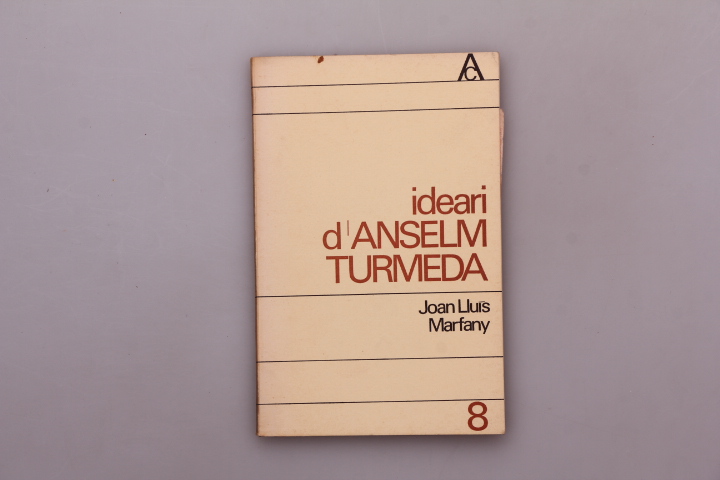 AC
ideari
d'ANSELM
TURMEDA
Joan Lluís
Marfany
8